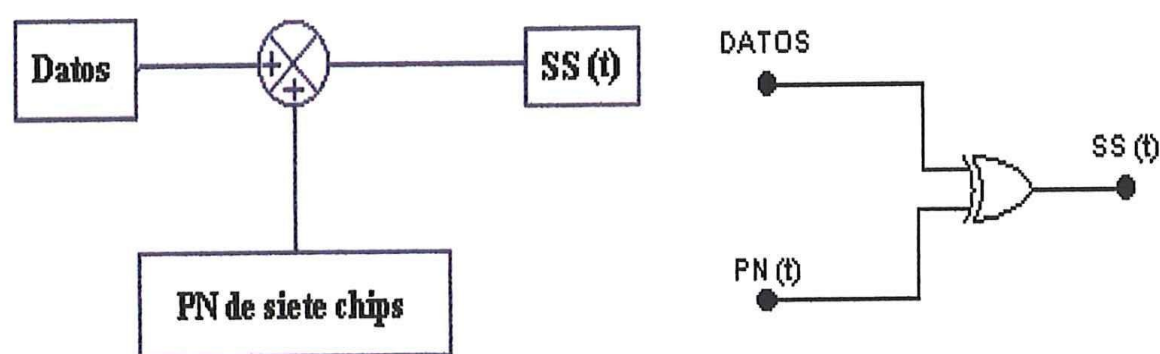 Datos
+
+
SS (t)
PN de siete chips
DATOS
PN (t)
SS (t)